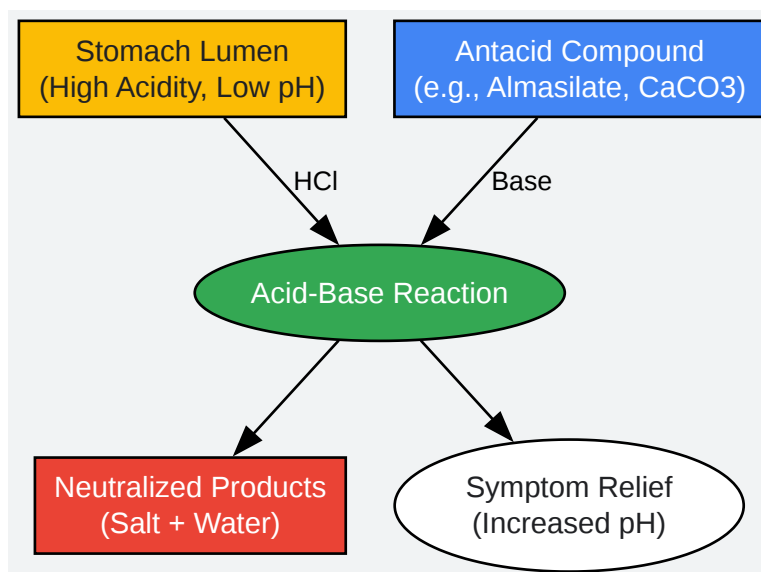 Stomach Lumen
(High Acidity, Low pH)
Antacid Compound
(e.g., Almasilate, CaCO3)
HCl
Base
Acid-Base Reaction
Neutralized Products
(Salt + Water)
Symptom Relief
(Increased pH)